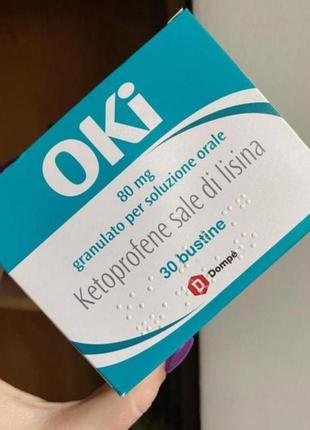 OKi
80 mg
granulato per soluzione orale
Ketoprofene sale di lisina
30 bustine
Dompé